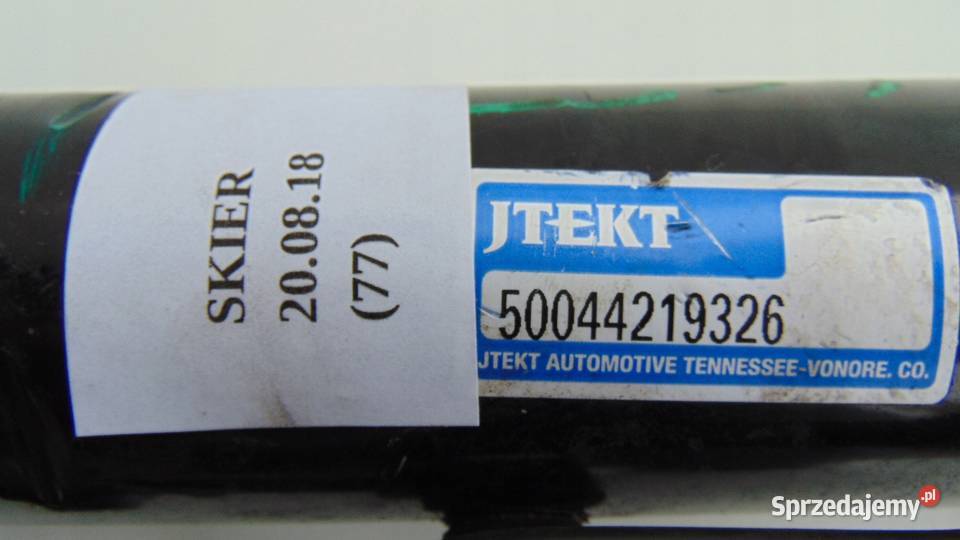 SKIER
20.08.18
(77)
JTEKT
50044219326
JTEKT AUTOMOTIVE TENNESSEE-VONORE. CO.
Sprzedajemy.pl